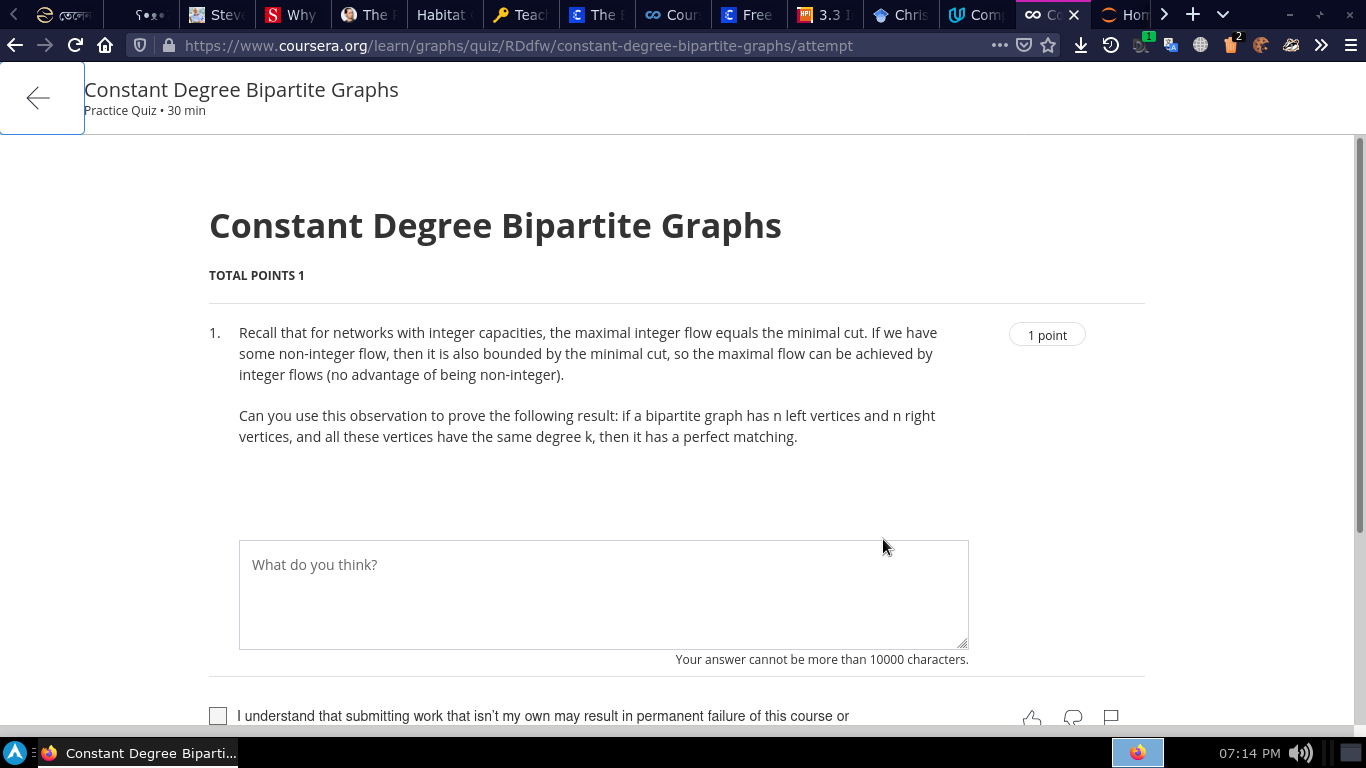 তেলেন
ʕ•ᴥ•
Steve
Why
The F
Habitat
Teach
The E
Cours
Free
3.3 I
Chris
Comp
Co
Hom
https://www.coursera.org/learn/graphs/quiz/RDdfw/constant-degree-bipartite-graphs/attempt
1
2
Constant Degree Bipartite Graphs
Practice Quiz • 30 min
Constant Degree Bipartite Graphs
TOTAL POINTS 1
1. Recall that for networks with integer capacities, the maximal integer flow equals the minimal cut. If we have
some non-integer flow, then it is also bounded by the minimal cut, so the maximal flow can be achieved by
integer flows (no advantage of being non-integer).
1 point
Can you use this observation to prove the following result: if a bipartite graph has n left vertices and n right
vertices, and all these vertices have the same degree k, then it has a perfect matching.
What do you think?
Your answer cannot be more than 10000 characters.
I understand that submitting work that isn't my own may result in permanent failure of this course or
Constant Degree Biparti...
07:14 PM